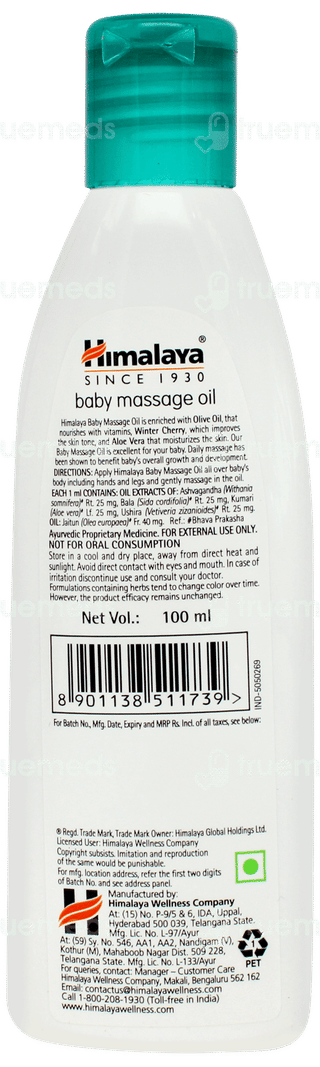 Himalaya®
SINCE 1930
baby massage oil
Himalaya Baby Massage Oil is enriched with Olive Oil, that
nourishes with vitamins, Winter Cherry, which improves
the skin tone, and Aloe Vera that moisturizes the skin. Our
Baby Massage Oil is excellent for your baby. Daily massage has
been shown to benefit baby's overall growth and development.
DIRECTIONS: Apply Himalaya Baby Massage Oil all over baby's
body including hands and legs and gently massage in the oil.
EACH 1 ml CONTAINS: OIL EXTRACTS OF: Ashvagandha (Withania
somnifera)# Rt. 25 mg, Bala (Sida cordifolia)# Rt. 25 mg, Kumari
(Aloe vera)# Lf. 25 mg, Ushira (Vetiveria zizanioides)# Rt. 25 mg.
OIL: Jaitun (Olea europaea)# Fr. 40 mg. Ref.: #Bhava Prakasha
Ayurvedic Proprietary Medicine. FOR EXTERNAL USE ONLY.
NOT FOR ORAL CONSUMPTION
Store in a cool and dry place, away from direct heat and
sunlight. Avoid direct contact with eyes and mouth. In case of
irritation discontinue use and consult your doctor.
Formulations containing herbs tend to change color over time.
However, the product efficacy remains unchanged.
Net Vol.: 100 ml
8 901138 511739 >
IND-5050269
For Batch No., Mfg. Date, Expiry and MRP Rs. Incl. of all taxes, see below:
® Regd. Trade Mark, Trade Mark Owner: Himalaya Global Holdings Ltd.
Licensed User: Himalaya Wellness Company
Copyright subsists. Imitation and reproduction
of the same would be punishable.
For mfg. location address, refer the first two digits
of Batch No. and see address panel.
Manufactured by:
Himalaya Wellness Company
At: (15) No. P-9/5 & 6, IDA, Uppal,
Hyderabad 500 039, Telangana State.
Mfg. Lic. No. L-97/Ayur
At: (59) Sy. No. 546, AA1, AA2, Nandigam (V),
Kothur (M), Mahaboob Nagar Dist. 509 228,
Telangana State. Mfg. Lic. No. L-133/Ayur
For queries, contact: Manager – Customer Care
Himalaya Wellness Company, Makali, Bengaluru 562 162
Email: contactus@himalayawellness.com
Call 1-800-208-1930 (Toll-free in India)
www.himalayawellness.com
1
PET
truemeds